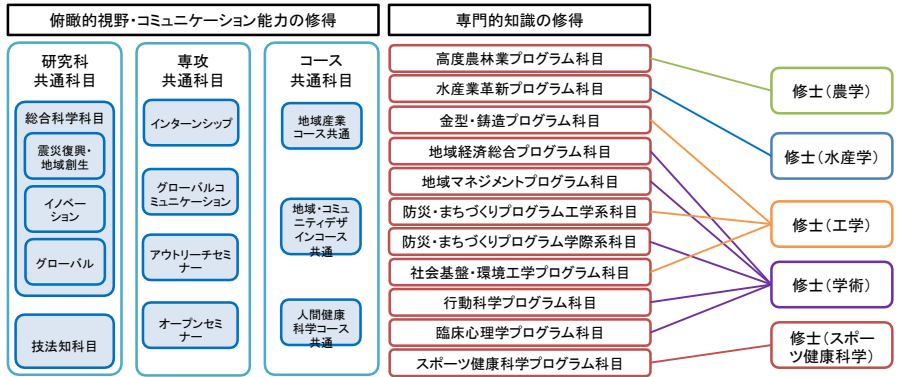 俯瞰的視野・コミュニケーション能力の修得
専門的知識の修得
研究科
共通科目
総合科学科目
震災復興・
地域創生
イノベー
ション
グローバル
技法知科目
専攻
共通科目
インターンシップ
グローバルコ
ミュニケーション
アウトリーチセミ
ナー
オープンセミ
ナー
コース
共通科目
地域産業
コース共通
地域・コミュ
ニティデザ
インコース
共通
人間健康
科学コース
共通
高度農林業プログラム科目
水産業革新プログラム科目
金型・鋳造プログラム科目
地域経済総合プログラム科目
地域マネジメントプログラム科目
防災・まちづくりプログラム工学系科目
防災・まちづくりプログラム学際系科目
社会基盤・環境工学プログラム科目
行動科学プログラム科目
臨床心理学プログラム科目
スポーツ健康科学プログラム科目
修士(農学)
修士(水産学)
修士(工学)
修士(学術)
修士(スポー
ツ健康科学)